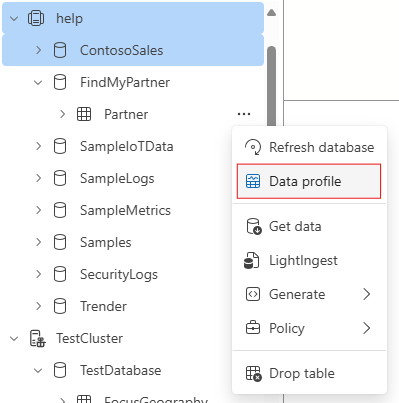 help
ContosoSales
FindMyPartner
Partner
...
SampleIoTData
SampleLogs
SampleMetrics
Samples
SecurityLogs
Trender
TestCluster
TestDatabase
FocusGeography
Refresh database
Data profile
Get data
LightIngest
Generate
Policy
Drop table